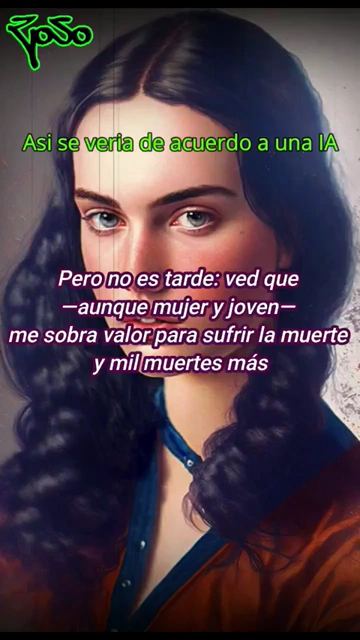 Asi se veria de acuerdo a una IA
Pero no es tarde: ved que
—aunque mujer y joven—
me sobra valor para sufrir la muerte
y mil muertes más